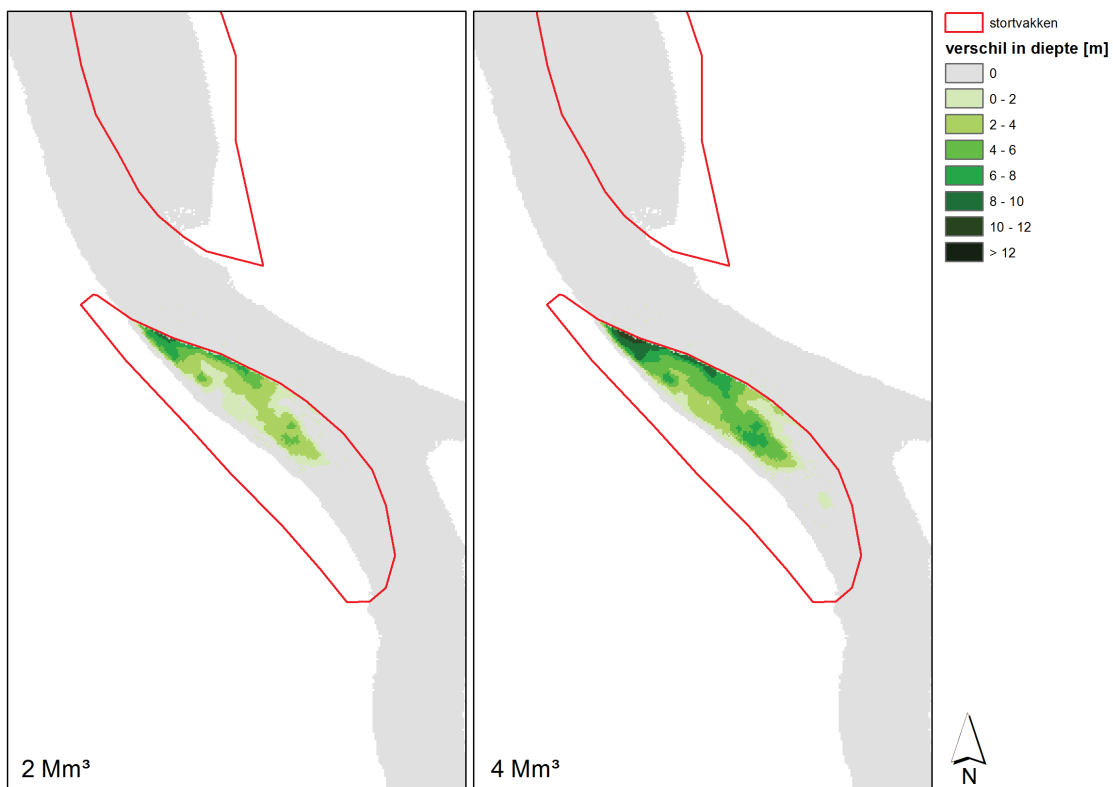 stortvakken
verschil in diepte [m]
0
0 - 2
2 - 4
4 - 6
6 - 8
8 - 10
10 - 12
> 12
2 Mm³
4 Mm³
N